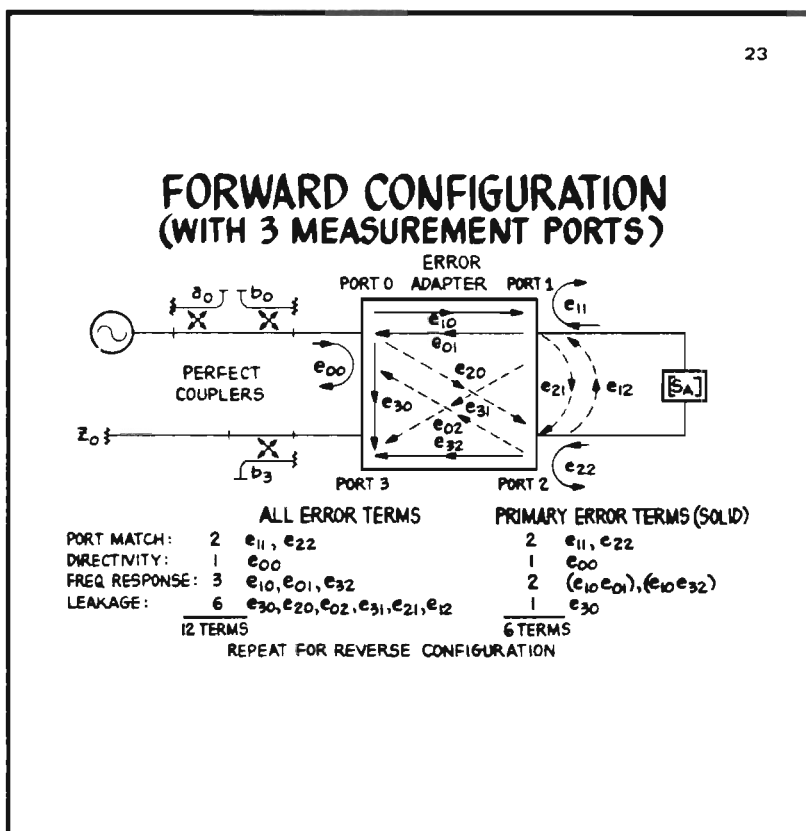 23
FORWARD CONFIGURATION
(WITH 3 MEASUREMENT PORTS)
ERROR
PORT 0 ADAPTER PORT 1
a0 b0
e11
e10
e01
e00
e20
PERFECT
COUPLERS
e30
e31
e21 e12
[SA]
e02
Z0
e32
b3
e22
PORT 3 PORT 2
ALL ERROR TERMS PRIMARY ERROR TERMS (SOLID)
PORT MATCH: 2 e11, e22 2 e11, e22
DIRECTIVITY: 1 e00 1 e00
FREQ RESPONSE: 3 e10, e01, e32 2 (e10e01), (e10e32)
LEAKAGE: 6 e30, e20, e02, e31, e21, e12 1 e30
12 TERMS 6 TERMS
REPEAT FOR REVERSE CONFIGURATION